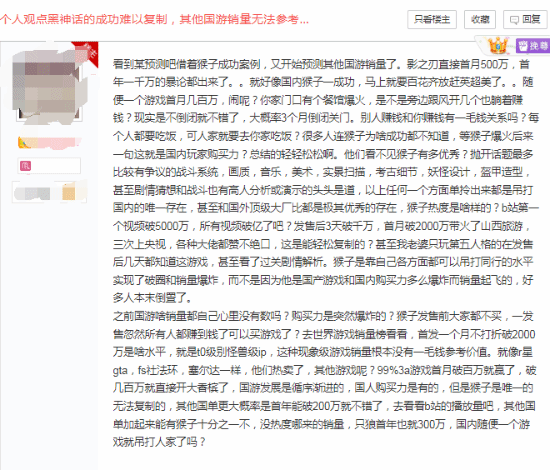 个人观点黑神话的成功难以复制，其他国游销量无法参考...
只看楼主
收藏
回复
看到某预测吧借着猴子成功案例，又开始预测其他国游销量了。影之刃直接首月500万，首
年一千万的暴论都出来了。。就好像国内猴子一成功，马上就要百花齐放赶英超美了。。随
便一个游戏首月几百万，闹呢？你家门口有个餐馆爆火，是不是旁边跟风开几个也躺着赚
钱？现实是不倒闭就不错了，大概率3个月倒闭关门。别人赚钱和你赚钱有一毛钱关系吗？每
个人都要吃饭，可人家就要去你家吃饭？很多人连猴子为啥成功都不知道，等猴子爆火后来
一句这就是国内玩家购买力？总结的轻轻松松啊。他们看不见猴子有多优秀？抛开话题最多
比较有争议的战斗系统，画质，音乐，美术，实景扫描，考古细节，妖怪设计，盔甲造型，
甚至剧情猜想和战斗也有高人分析或演示的头头是道，以上任何一个方面单拎出来都是吊打
国内的唯一存在，甚至和国外顶级大厂比都是极其优秀的存在，猴子热度是啥样的？b站第一
个视频破5000万，所有视频破亿了吧？发售后3天破千万，首月破2000万带火了山西旅游，
三次上央视，各种大佬都赞不绝口，这是能轻松复制的？甚至我老婆只玩第五人格的在发售
后几天都知道这游戏，甚至看了过关剧情解析。猴子是靠自己各方面都可以吊打同行的水平
实现了破圈和销量爆炸，而不是因为他是国产游戏和国内购买力多么爆炸而销量起飞的，好
多人本末倒置了。
之前国游啥销量都自己心里没有数吗？购买力是突然爆炸的？猴子发售前大家都不买，一发
售忽然所有人都赚到钱了可以买游戏了？去世界游戏销量榜看看，首发一个月不打折破2000
万是啥水平，就是t0级别怪兽级ip，这种现象级游戏销量根本没有一毛钱参考价值。就像r星
gta，fs社法环，塞尔达一样，他们热卖了，其他游戏呢？99%3a游戏首月破百万就赢了，破
几百万就直接开大香槟了，国游发展是循序渐进的，国人购买力是有的，但是猴子是唯一的
无法复制的，其他国单更大概率是首年能破200万就不错了，去看看b站的播放量吧，其他国单
加起来能有猴子十分之一不，没热度哪来的销量，只狼首年也就300万，国内随便一个游
戏就吊打人家了吗？